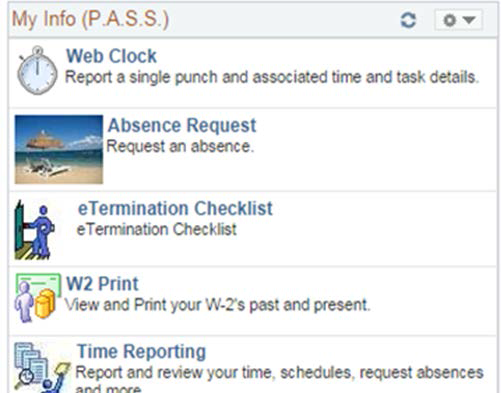 My Info (P.A.S.S.)
Web Clock
Report a single punch and associated time and task details.
Absence Request
Request an absence.
eTermination Checklist
eTermination Checklist
W2 Print
View and Print your W-2's past and present.
Time Reporting
Report and review your time, schedules, request absences
and more